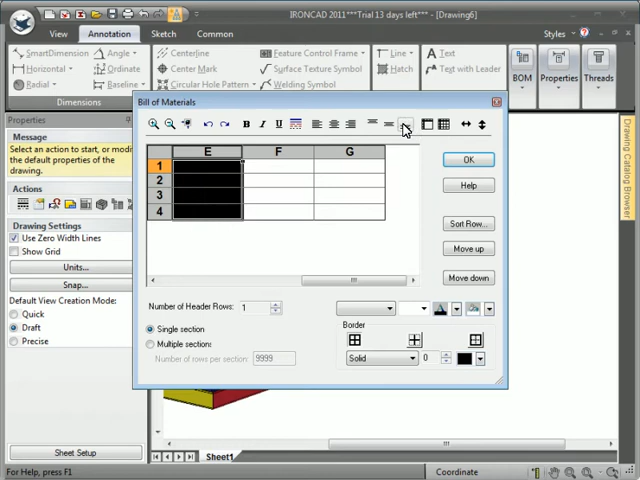 IRONCAD 2011***Trial 13 days left*** - [Drawing6]
View
Annotation
Sketch
Common
Styles
SmartDimension
Angle
Horizontal
Ordinate
Baseline
Radial
Dimensions
Centerline
Center Mark
Circular Hole Pattern
Feature Control Frame
Surface Texture Symbol
Welding Symbol
Line
Hatch
Text
Text with Leader
BOM
Properties
Threads
Properties
Message
Select an action to start, or modify
the default properties of the
drawing.
Actions
Drawing Settings
Use Zero Width Lines
Show Grid
Units...
Snap...
Default View Creation Mode:
Quick
Draft
Precise
Sheet Setup
Bill of Materials
B I U
E F G
1
2
3
4
OK
Help
Sort Row...
Move up
Move down
Number of Header Rows: 1
Single section
Multiple sections
Number of rows per section: 9999
Border
Solid
0
Drawing Catalog Browser
Sheet1
For Help, press F1
Coordinate